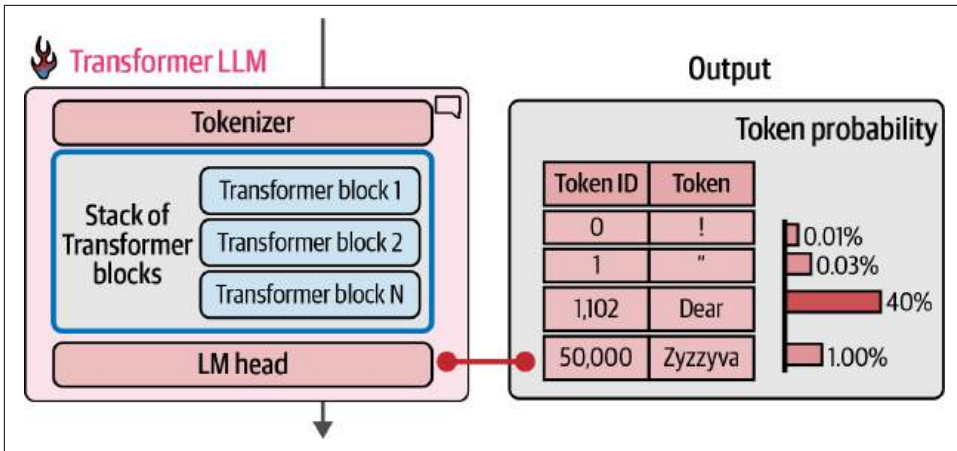 Transformer LLM
Tokenizer
Stack of
Transformer
blocks
Transformer block 1
Transformer block 2
Transformer block N
LM head
Output
Token probability
Token ID Token
0 ! 0.01%
1 " 0.03%
1,102 Dear 40%
50,000 Zyzzyva 1.00%